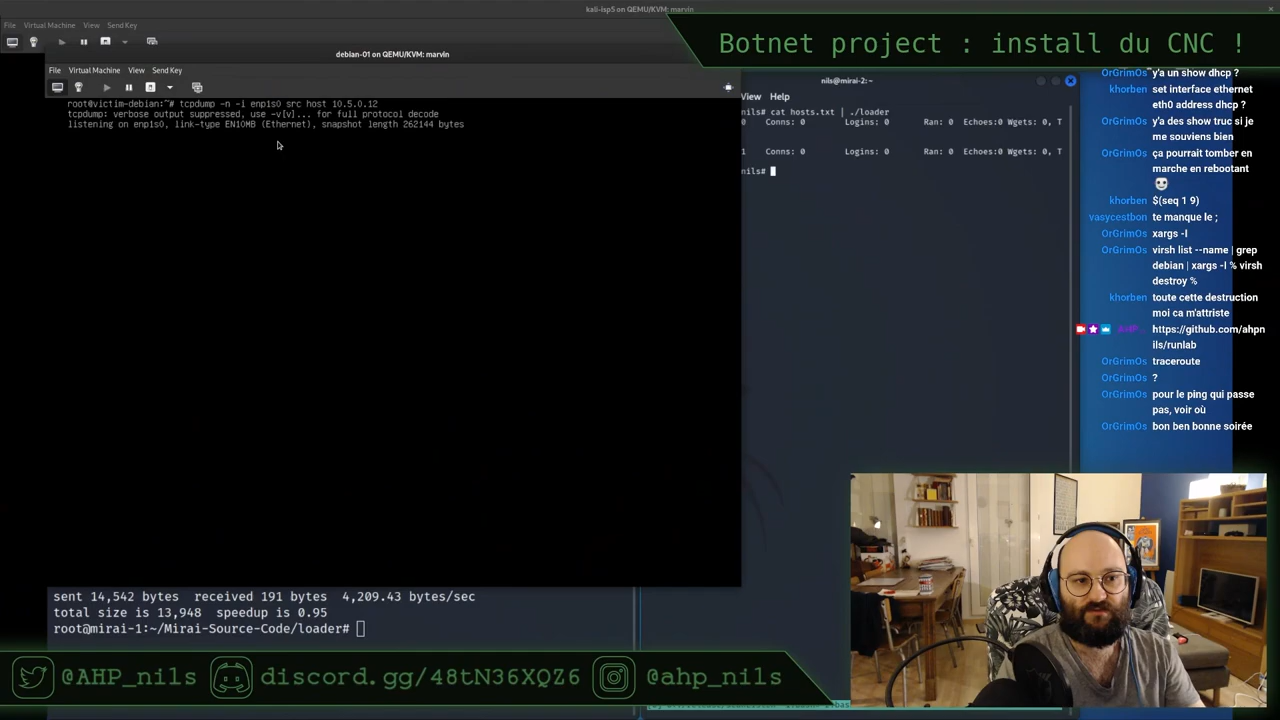 kali-isp5 on QEMU/KVM: marvin
File Virtual Machine View Send Key
Botnet project : install du CNC !
debian-01 on QEMU/KVM: marvin
File Virtual Machine View Send Key
root@victim-debian:~# tcpdump -n -i enp1s0 src host 10.5.0.12
tcpdump: verbose output suppressed, use -v[v]... for full protocol decode
listening on enp1s0, link-type EN10MB (Ethernet), snapshot length 262144 bytes
nils@mirai-2: ~
View Help
nils# cat hosts.txt | ./loader
0 Conns: 0 Logins: 0 Ran: 0 Echoes:0 Wgets: 0, T
1 Conns: 0 Logins: 0 Ran: 0 Echoes:0 Wgets: 0, T
nils#
OrGrimOs y'a un show dhcp ?
khorben set interface ethernet
eth0 address dhcp ?
OrGrimOs y'a des show truc si je
me souviens bien
OrGrimOs ça pourrait tomber en
marche en rebootant
khorben $(seq 1 9)
vasycestbon te manque le ;
OrGrimOs xargs -I
OrGrimOs virsh list --name | grep
debian | xargs -I % virsh
destroy %
khorben toute cette destruction
moi ca m'attriste
https://github.com/ahpn
ils/runlab
OrGrimOs traceroute
OrGrimOs ?
OrGrimOs pour le ping qui passe
pas, voir où
OrGrimOs bon ben bonne soirée
sent 14,542 bytes received 191 bytes 4,209.43 bytes/sec
total size is 13,948 speedup is 0.95
root@mirai-1:~/Mirai-Source-Code/loader#
@AHP_nils discord.gg/48tN36XQZ6 @ahp_nils